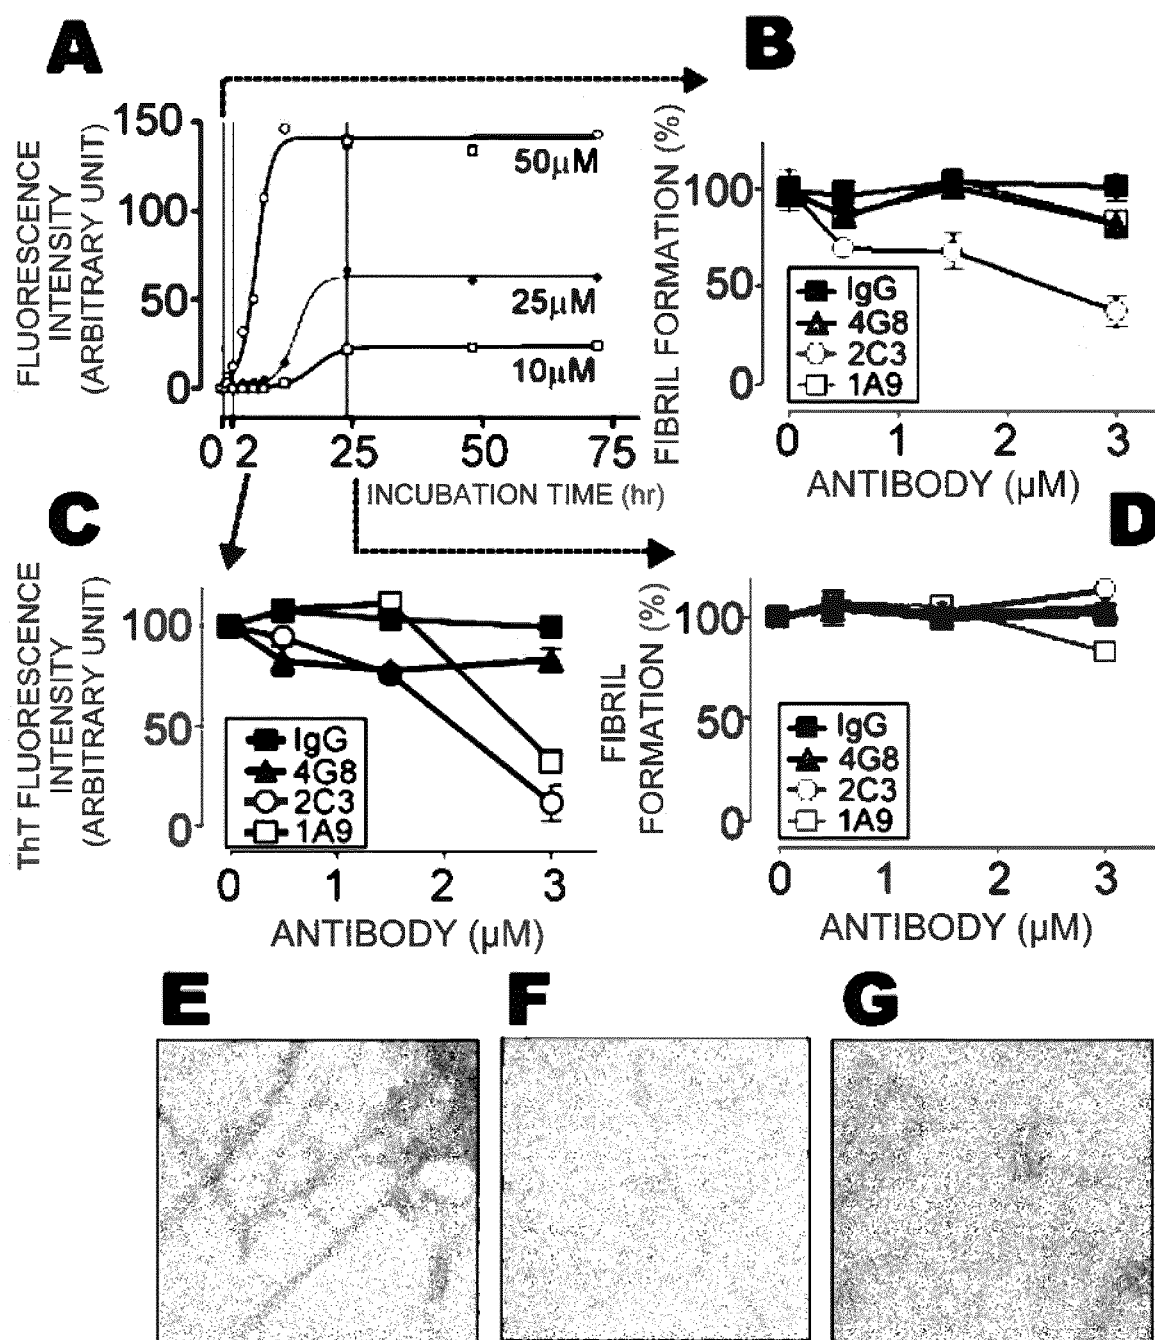 A
FLUORESCENCE
INTENSITY
(ARBITRARY UNIT)
150
100
50
0
50µM
25µM
10µM
0 2 25 50 75
INCUBATION TIME (hr)
B
FIBRIL FORMATION (%)
100
50
0
IgG
4G8
2C3
1A9
0 1 2 3
ANTIBODY (µM)
C
ThT FLUORESCENCE
INTENSITY
(ARBITRARY UNIT)
100
50
0
IgG
4G8
2C3
1A9
0 1 2 3
ANTIBODY (µM)
D
FIBRIL
FORMATION (%)
100
50
0
IgG
4G8
2C3
1A9
0 1 2 3
ANTIBODY (µM)
E
F
G